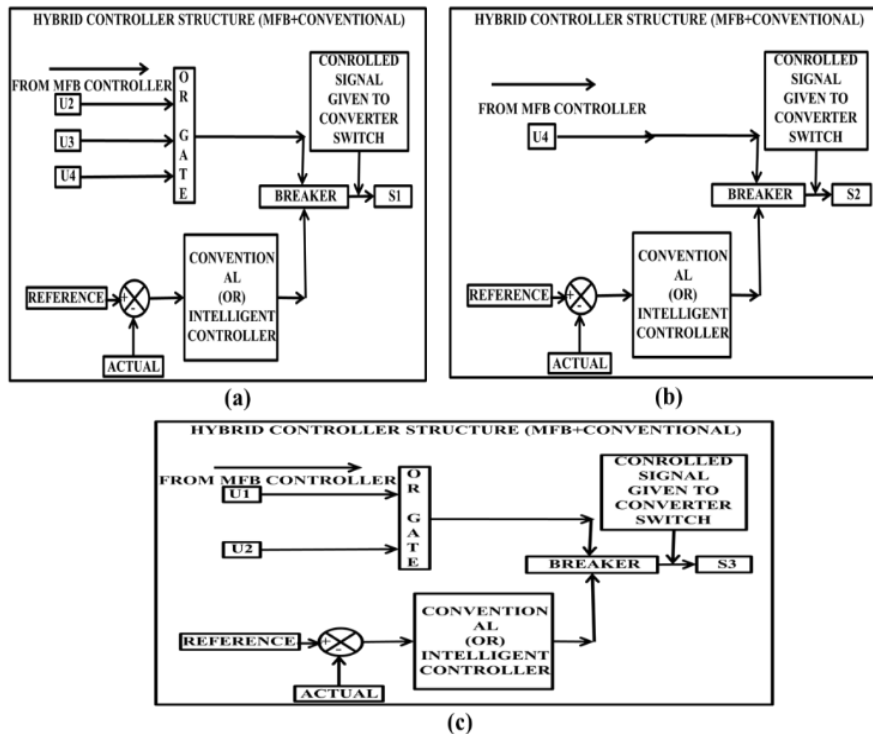 HYBRID CONTROLLER STRUCTURE (MFB+CONVENTIONAL)
FROM MFB CONTROLLER
U2
U3
U4
OR GATE
CONROLLED
SIGNAL
GIVEN TO
CONVERTER
SWITCH
BREAKER
S1
REFERENCE
+
-
ACTUAL
CONVENTION
AL
(OR)
INTELLIGENT
CONTROLLER
(a)
HYBRID CONTROLLER STRUCTURE (MFB+CONVENTIONAL)
FROM MFB CONTROLLER
U4
CONROLLED
SIGNAL
GIVEN TO
CONVERTER
SWITCH
BREAKER
S2
REFERENCE
+
-
ACTUAL
CONVENTION
AL
(OR)
INTELLIGENT
CONTROLLER
(b)
HYBRID CONTROLLER STRUCTURE (MFB+CONVENTIONAL)
FROM MFB CONTROLLER
U1
U2
OR GATE
CONROLLED
SIGNAL
GIVEN TO
CONVERTER
SWITCH
BREAKER
S3
REFERENCE
+
-
ACTUAL
CONVENTION
AL
(OR)
INTELLIGENT
CONTROLLER
(c)